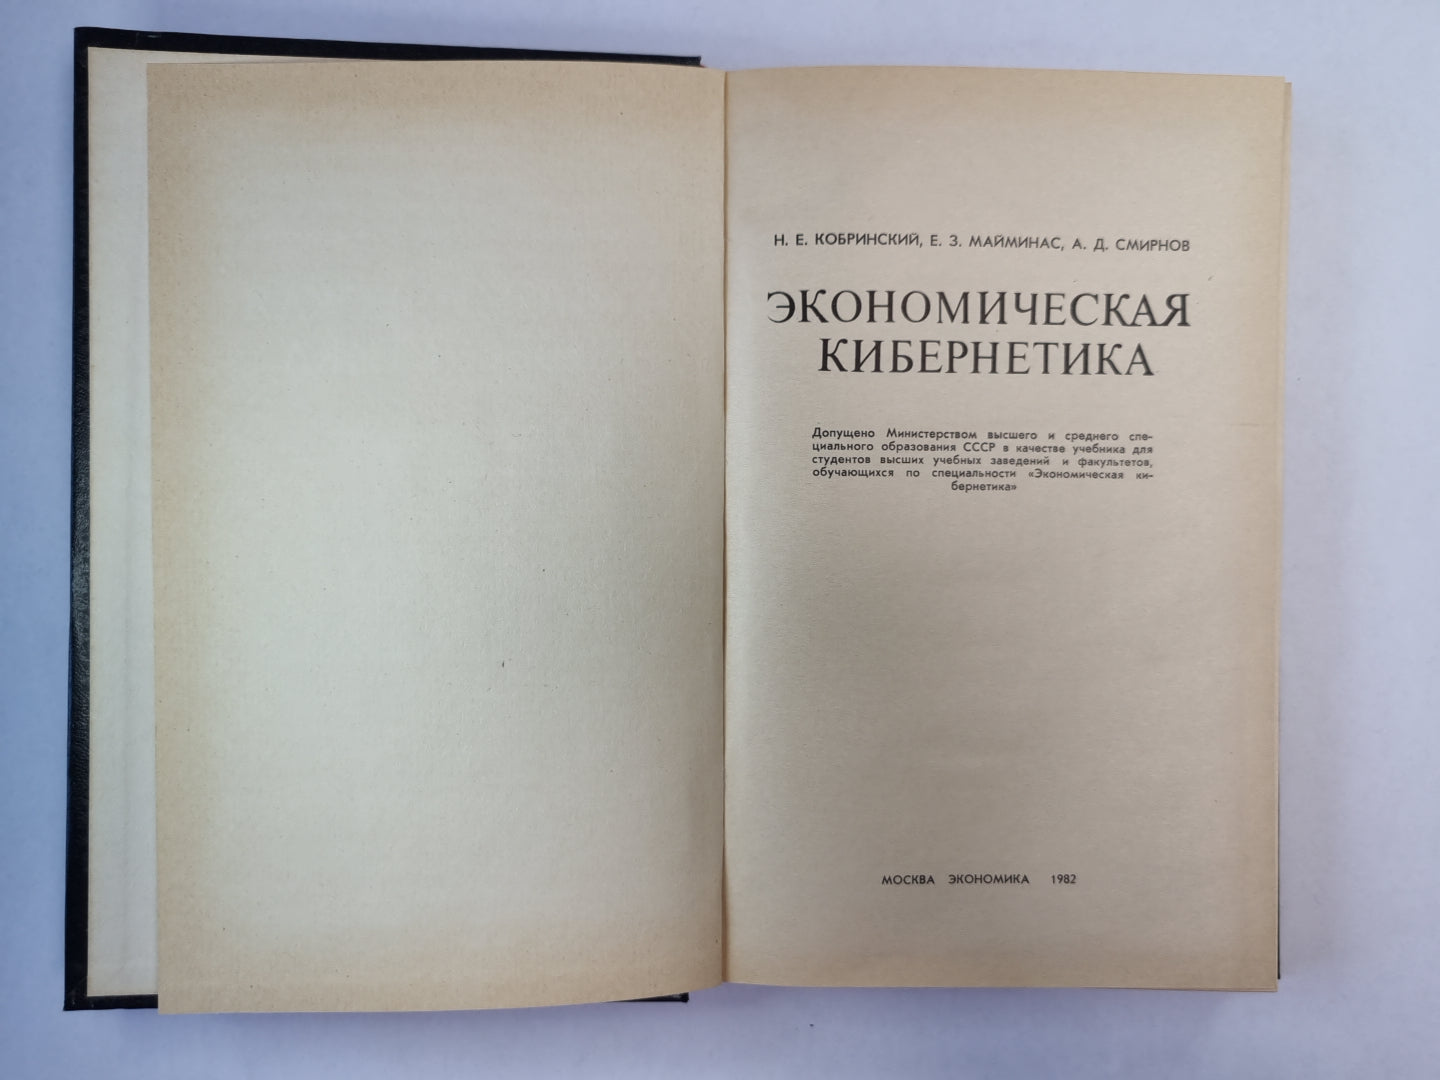 Н. Е. КОБРИНСКИЙ, Е. З. МАЙМИНАС, А. Д. СМИРНОВ
ЭКОНОМИЧЕСКАЯ
КИБЕРНЕТИКА
Допущено Министерством высшего и среднего спе-
циального образования СССР в качестве учебника для
студентов высших учебных заведений и факультетов,
обучающихся по специальности «Экономическая ки-
бернетика»
МОСКВА ЭКОНОМИКА 1982